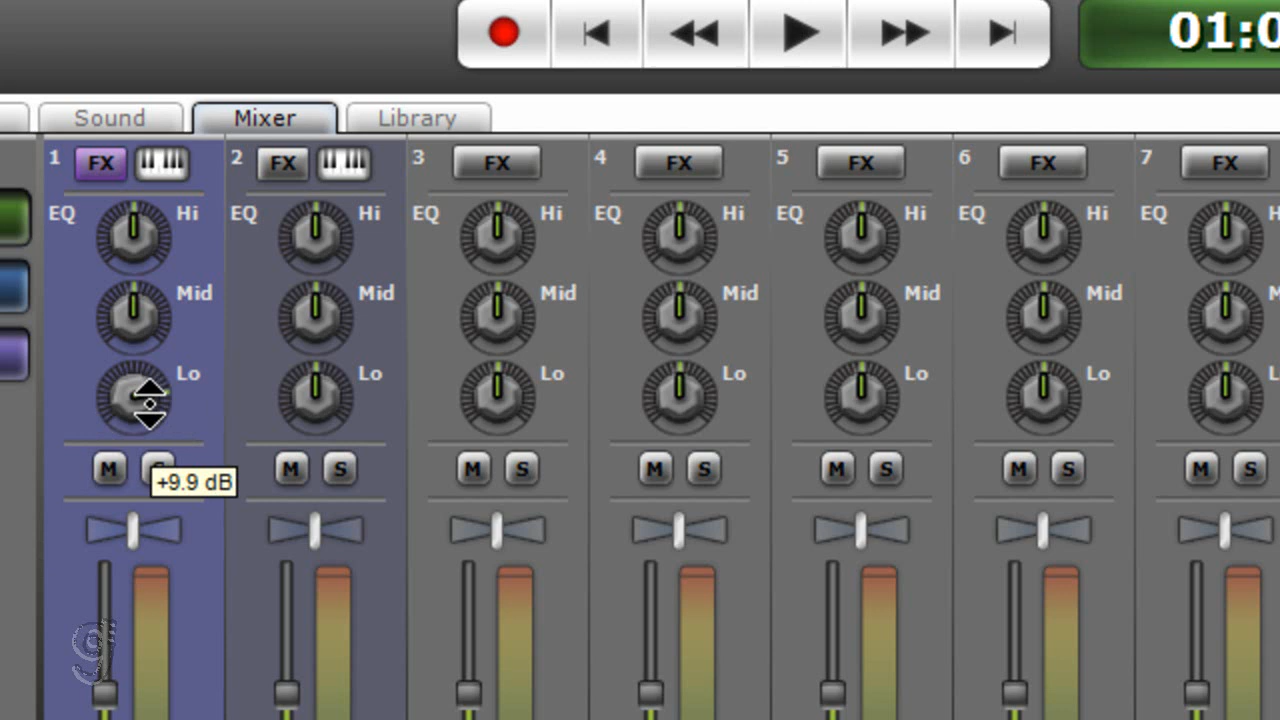 01:0
Sound Mixer Library
1 FX 2 FX 3 FX 4 FX 5 FX 6 FX 7 FX
EQ Hi EQ Hi EQ Hi EQ Hi EQ Hi EQ Hi EQ
Mid Mid Mid Mid Mid Mid
Lo Lo Lo Lo Lo Lo
M M S M S M S M S M S M S
+9.9 dB
g